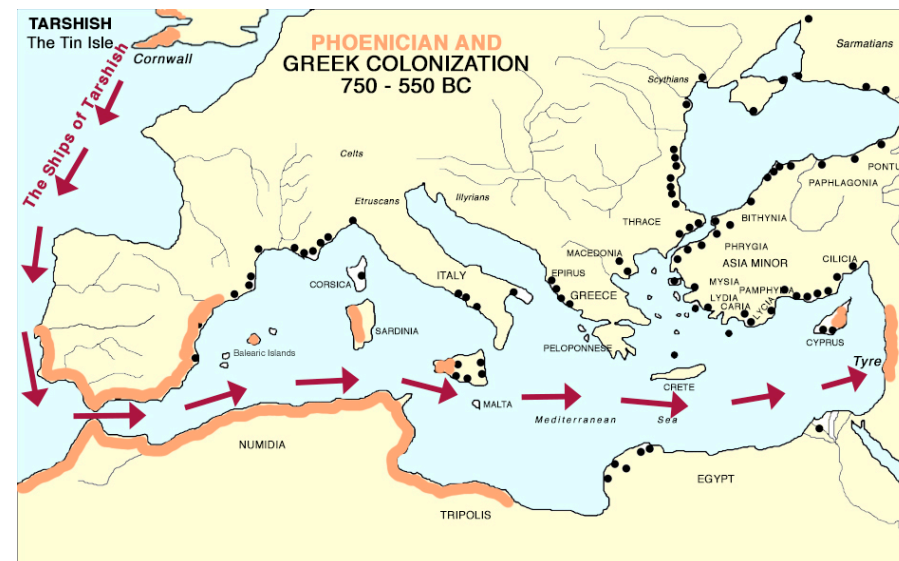 TARSHISH
The Tin Isle
Cornwall
The Ships of Tarshish
PHOENICIAN AND
GREEK COLONIZATION
750 - 550 BC
Sarmatians
Scythians
Celts
Etruscans
Illyrians
THRACE
BITHYNIA
PAPHLAGONIA
PONTU
PHRYGIA
ASIA MINOR
CILICIA
MACEDONIA
EPIRUS
GREECE
MYSIA
LYDIA
CARIA
LYCIA
PAMPHYLIA
CORSICA
ITALY
SARDINIA
Balearic Islands
PELOPONNESE
CYPRUS
Tyre
CRETE
MALTA
Mediterranean Sea
NUMIDIA
EGYPT
TRIPOLIS